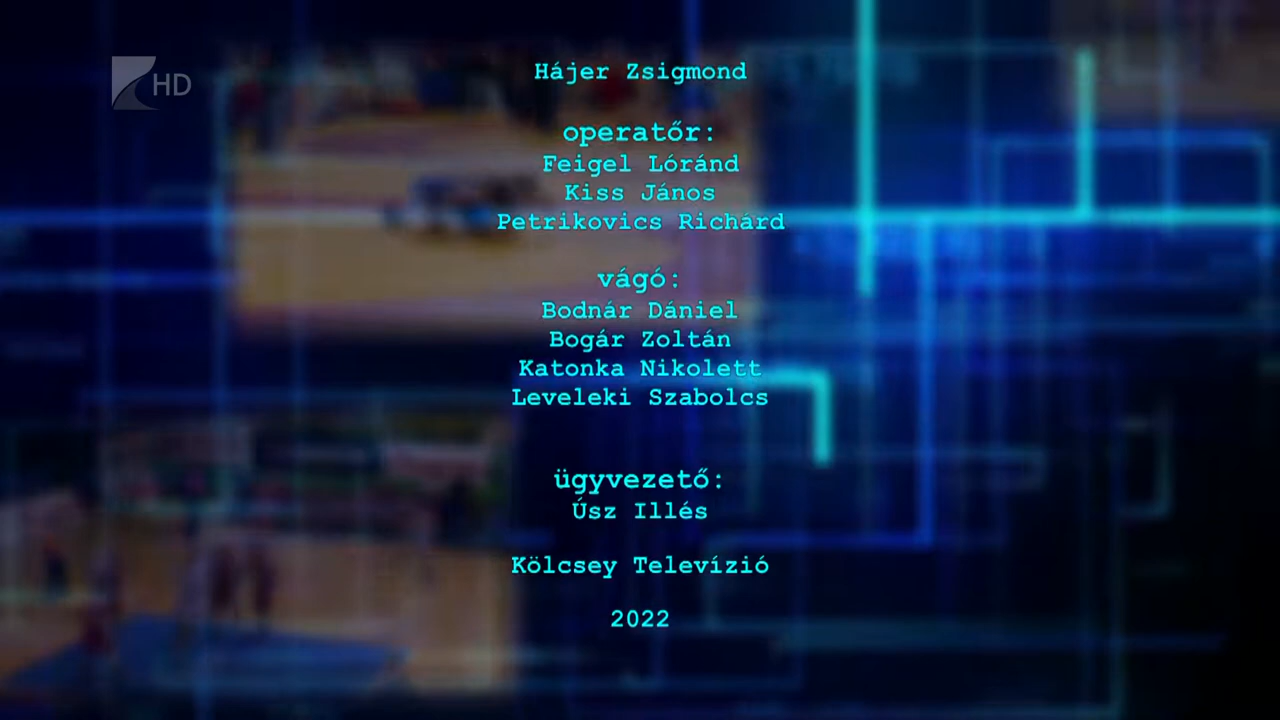 HD
Hájer Zsigmond
operatőr:
Feigel Lóránd
Kiss János
Petrikovics Richárd
vágó:
Bodnár Dániel
Bogár Zoltán
Katonka Nikolett
Leveleki Szabolcs
ügyvezető:
Úsz Illés
Kölcsey Televízió
2022